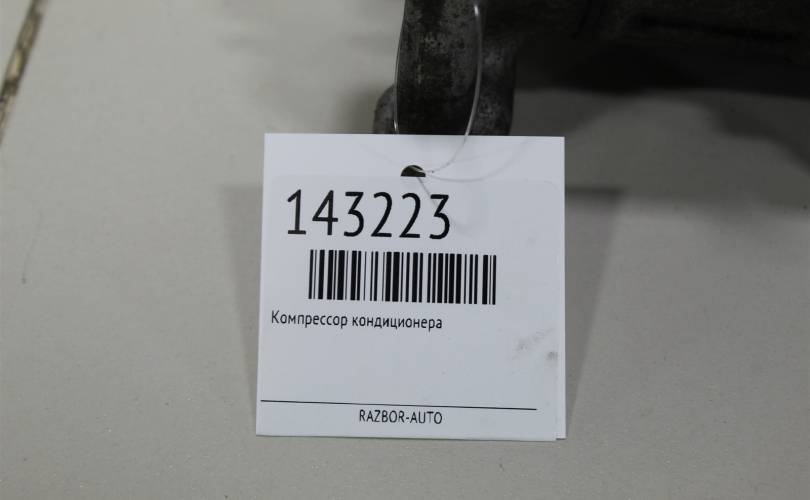 143223
Компрессор кондиционера
RAZBOR-AUTO